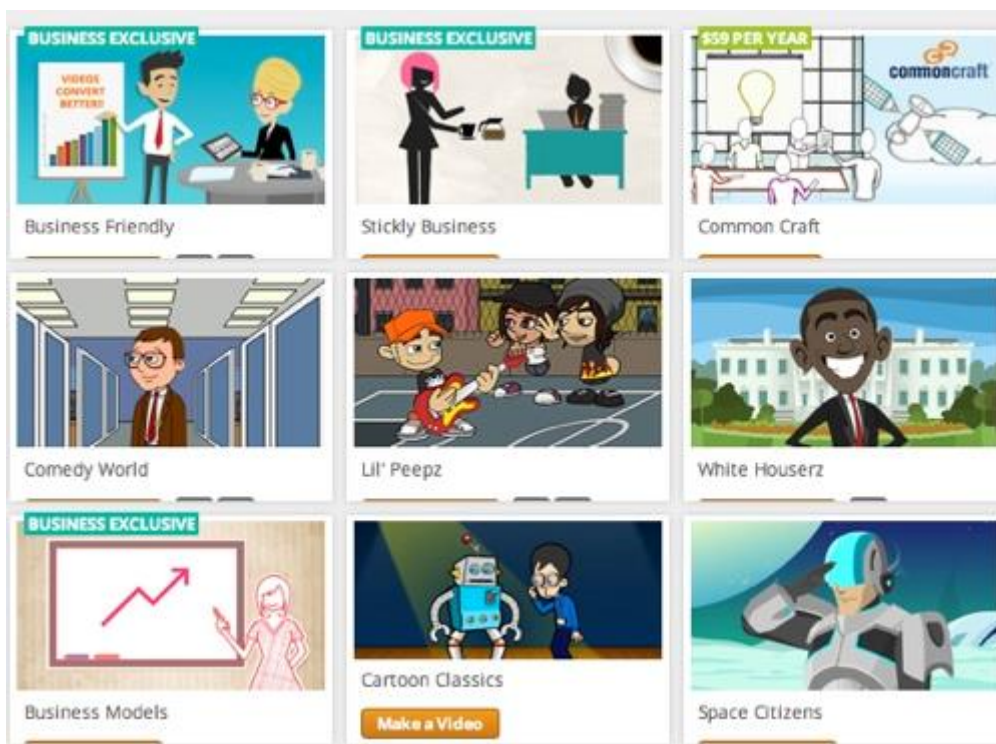 BUSINESS EXCLUSIVE
BUSINESS EXCLUSIVE
$59 PER YEAR
VIDEOS
CONVERT
BETTER!!
commoncraft
Business Friendly
Stickly Business
Common Craft
Comedy World
Lil' Peepz
White Houserz
BUSINESS EXCLUSIVE
Business Models
Cartoon Classics
Make a Video
Space Citizens